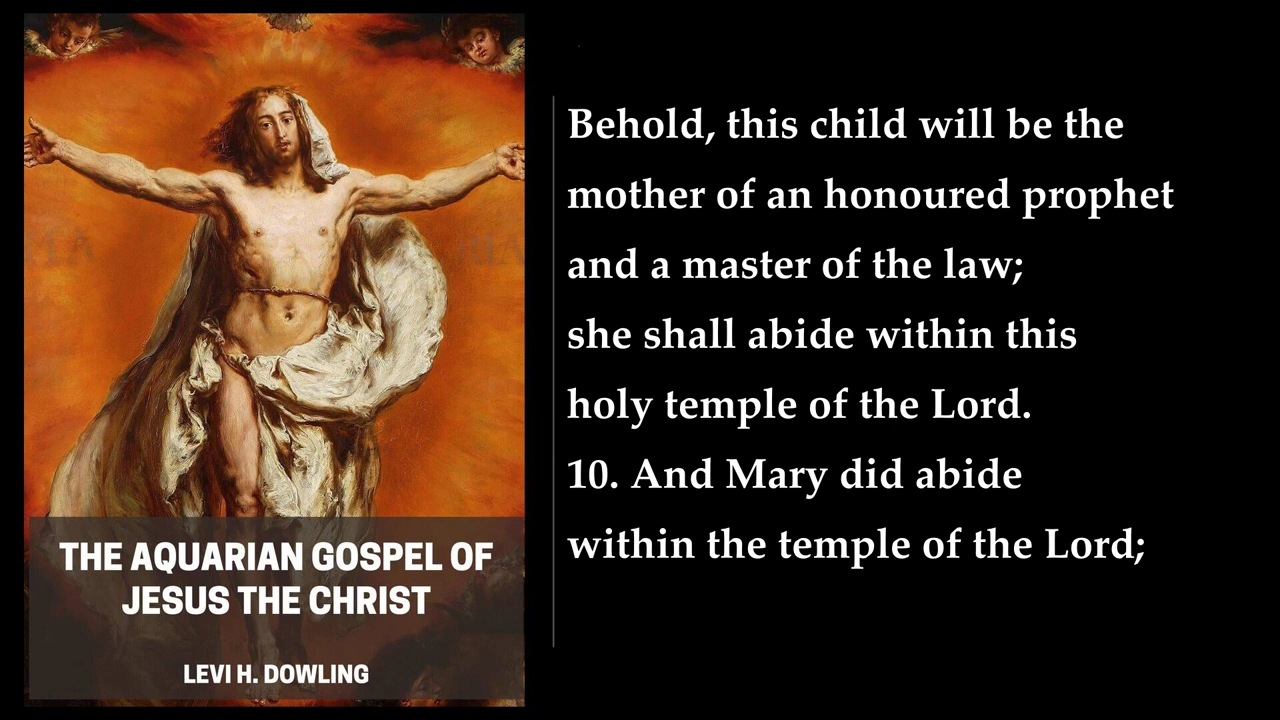 THE AQUARIAN GOSPEL OF
JESUS THE CHRIST
LEVI H. DOWLING
Behold, this child will be the
mother of an honoured prophet
and a master of the law;
she shall abide within this
holy temple of the Lord.
10. And Mary did abide
within the temple of the Lord;